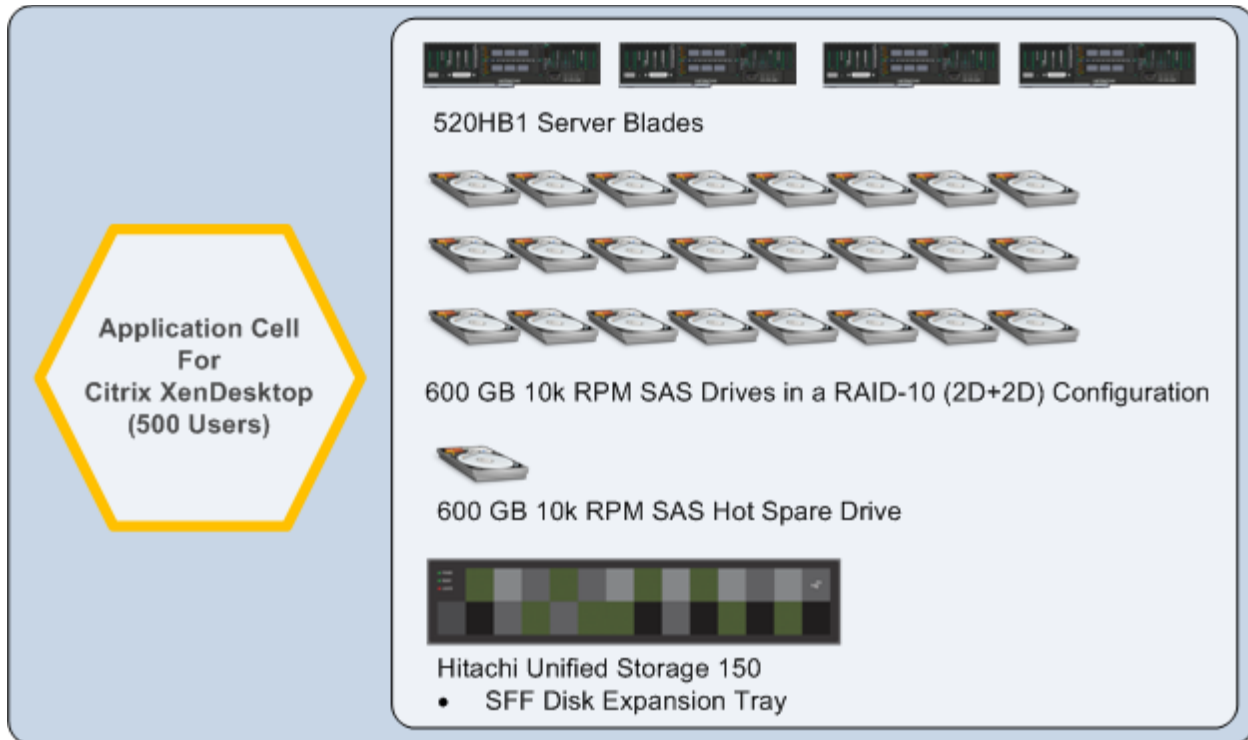 520HB1 Server Blades
600 GB 10k RPM SAS Drives in a RAID-10 (2D+2D) Configuration
600 GB 10k RPM SAS Hot Spare Drive
Hitachi Unified Storage 150
• SFF Disk Expansion Tray
Application Cell
For
Citrix XenDesktop
(500 Users)